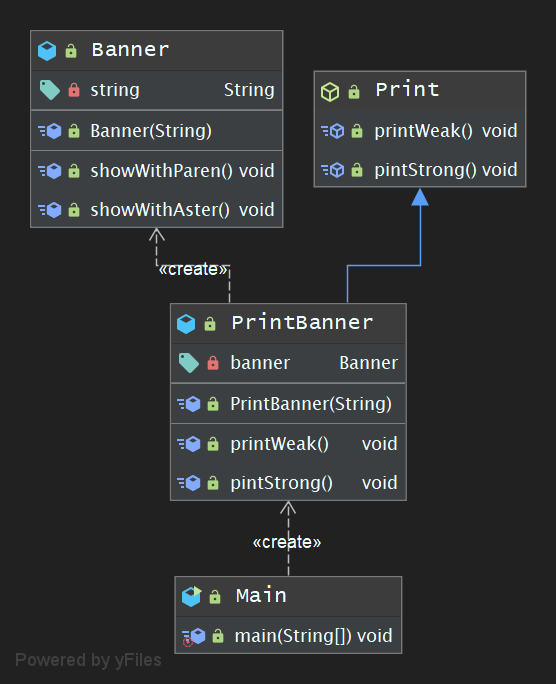 Banner
string String
Banner(String)
showWithParen() void
showWithAster() void
Print
printWeak() void
pintStrong() void
«create»
PrintBanner
banner Banner
PrintBanner(String)
printWeak() void
pintStrong() void
«create»
Main
main(String[]) void
Powered by yFiles